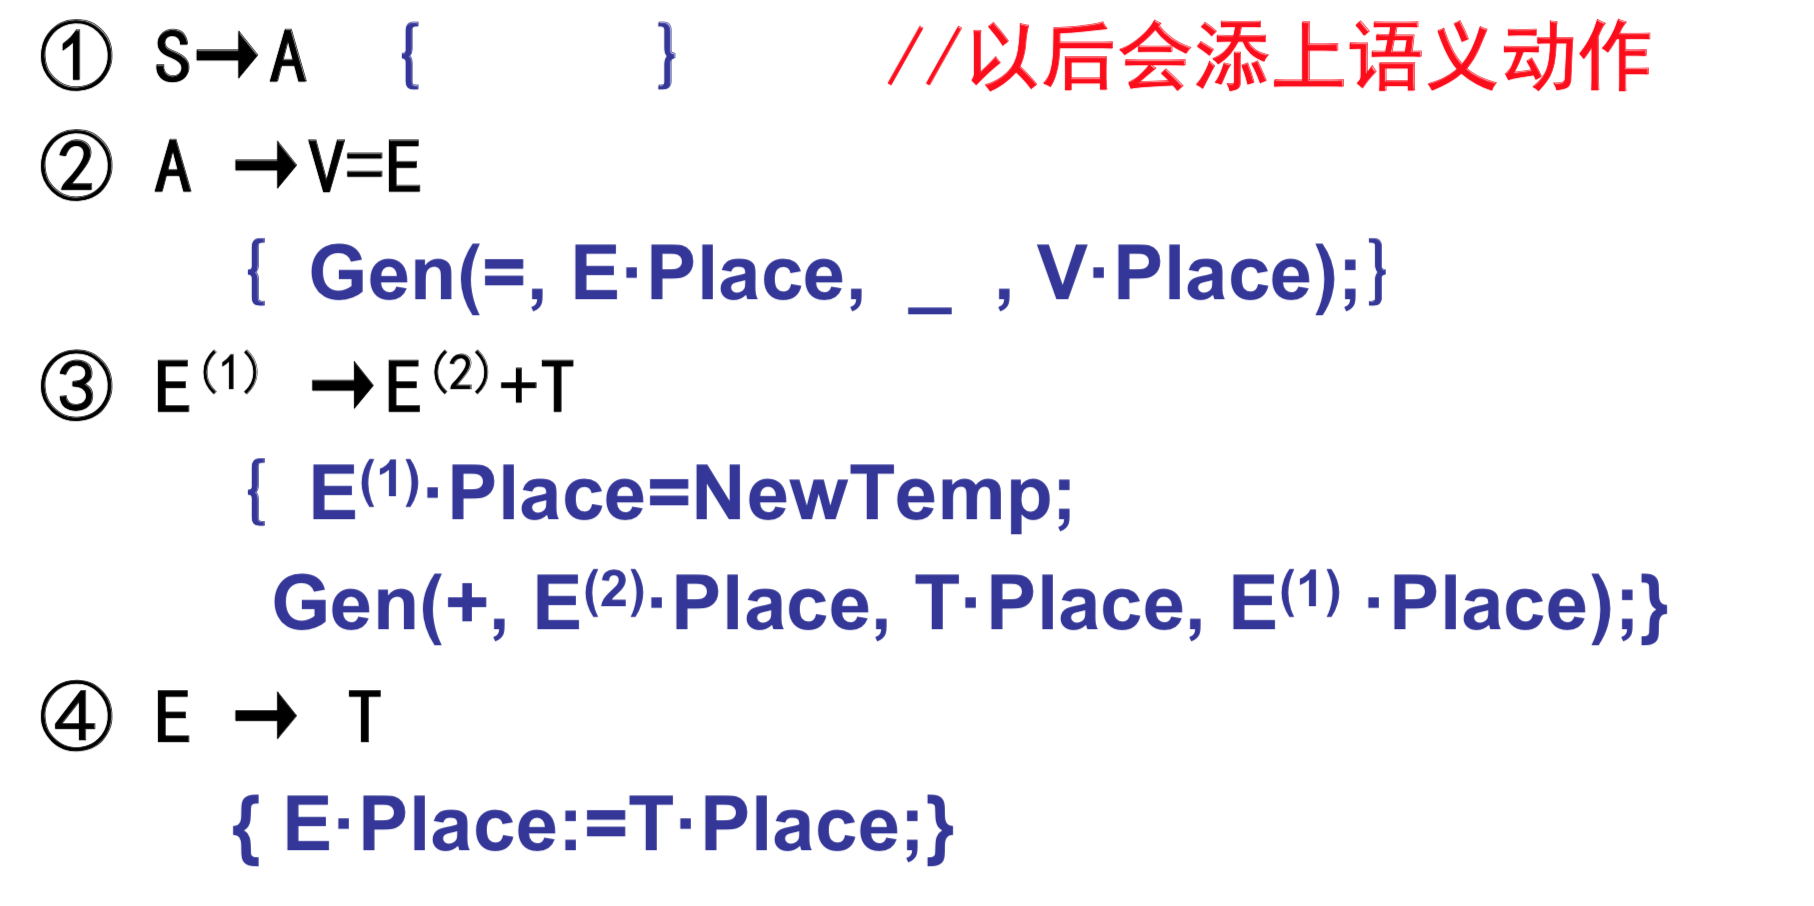 ① S→A { } //以后会添上语义动作
② A →V=E
{ Gen(=, E·Place, _ , V·Place);}
③ E⁽¹⁾ →E⁽²⁾+T
{ E⁽¹⁾·Place=NewTemp;
Gen(+, E⁽²⁾·Place, T·Place, E⁽¹⁾ ·Place);}
④ E → T
{ E·Place:=T·Place;}